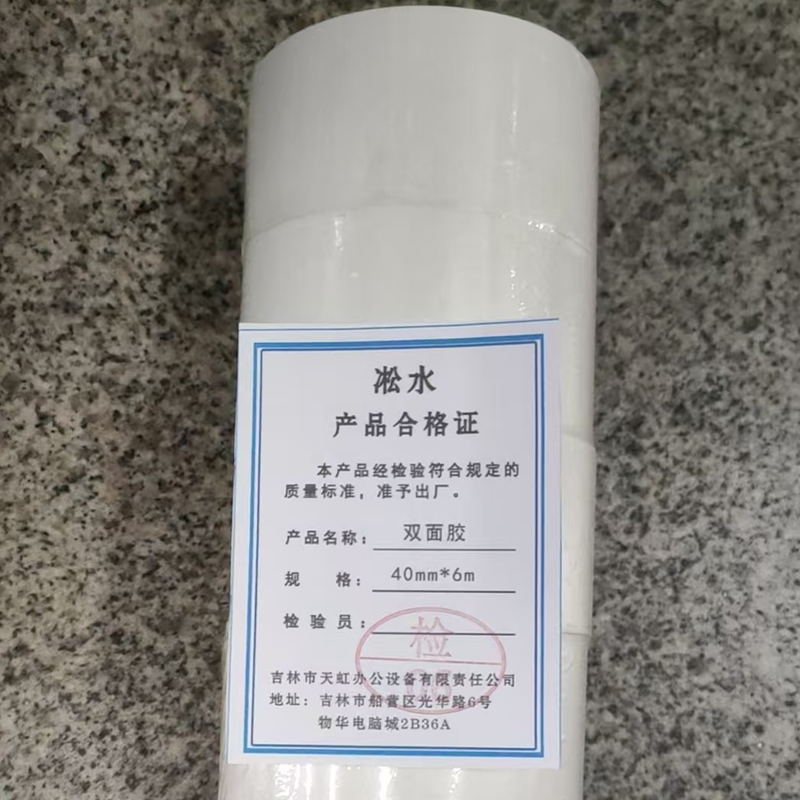 凇水
产品合格证
本产品经检验符合规定的
质量标准，准予出厂。
产品名称：双面胶
规 格：40mm*6m
检验员：
检
吉林市天虹办公设备有限责任公司
地址：吉林市船营区光华路6号
物华电脑城2B36A